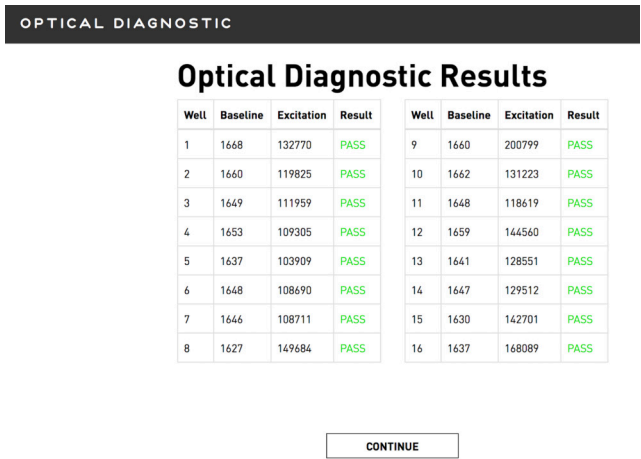 OPTICAL DIAGNOSTIC
Optical Diagnostic Results
Well Baseline Excitation Result Well Baseline Excitation Result
1 1668 132770 PASS 9 1660 200799 PASS
2 1660 119825 PASS 10 1662 131223 PASS
3 1649 111959 PASS 11 1648 118619 PASS
4 1653 109305 PASS 12 1659 144560 PASS
5 1637 103909 PASS 13 1641 128551 PASS
6 1648 108690 PASS 14 1647 129512 PASS
7 1646 108711 PASS 15 1630 142701 PASS
8 1627 149684 PASS 16 1637 168089 PASS
CONTINUE